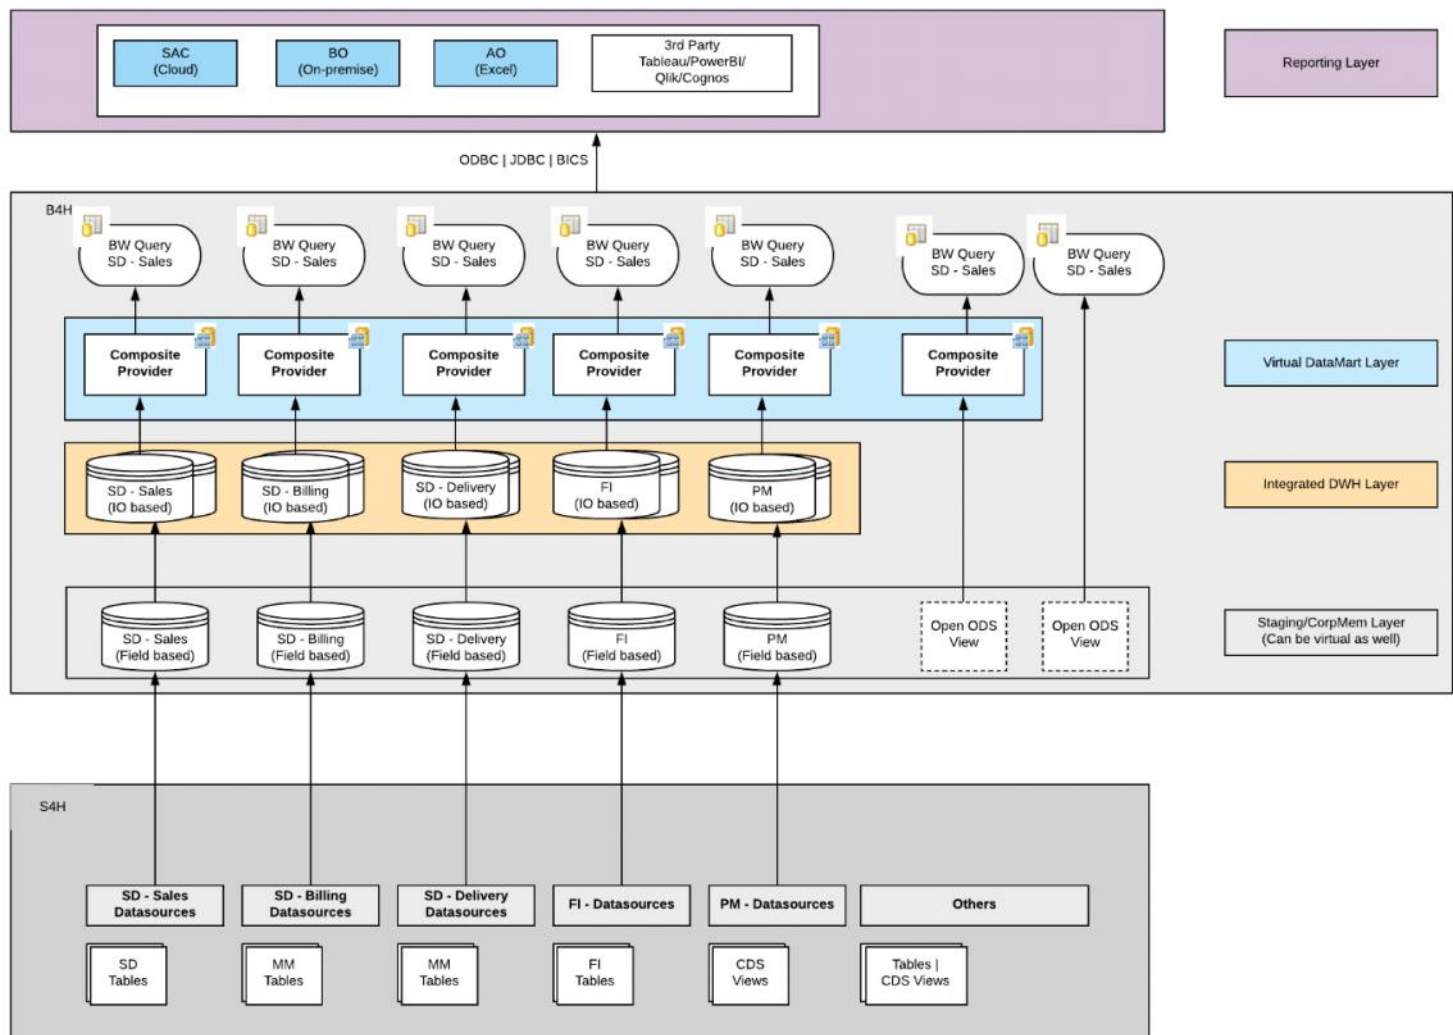 SAC
(Cloud)
BO
(On-premise)
AO
(Excel)
3rd Party
Tableau/PowerBI/
Qlik/Cognos
Reporting Layer
ODBC | JDBC | BICS
B4H
BW Query
SD - Sales
BW Query
SD - Sales
BW Query
SD - Sales
BW Query
SD - Sales
BW Query
SD - Sales
BW Query
SD - Sales
BW Query
SD - Sales
Composite
Provider
Composite
Provider
Composite
Provider
Composite
Provider
Composite
Provider
Composite
Provider
Virtual DataMart Layer
SD - Sales
(IO based)
SD - Billing
(IO based)
SD - Delivery
(IO based)
FI
(IO based)
PM
(IO based)
Integrated DWH Layer
SD - Sales
(Field based)
SD - Billing
(Field based)
SD - Delivery
(Field based)
FI
(Field based)
PM
(Field based)
Open ODS
View
Open ODS
View
Staging/CorpMem Layer
(Can be virtual as well)
S4H
SD - Sales
Datasources
SD - Billing
Datasources
SD - Delivery
Datasources
FI - Datasources
PM - Datasources
Others
SD
Tables
MM
Tables
MM
Tables
FI
Tables
CDS
Views
Tables |
CDS Views